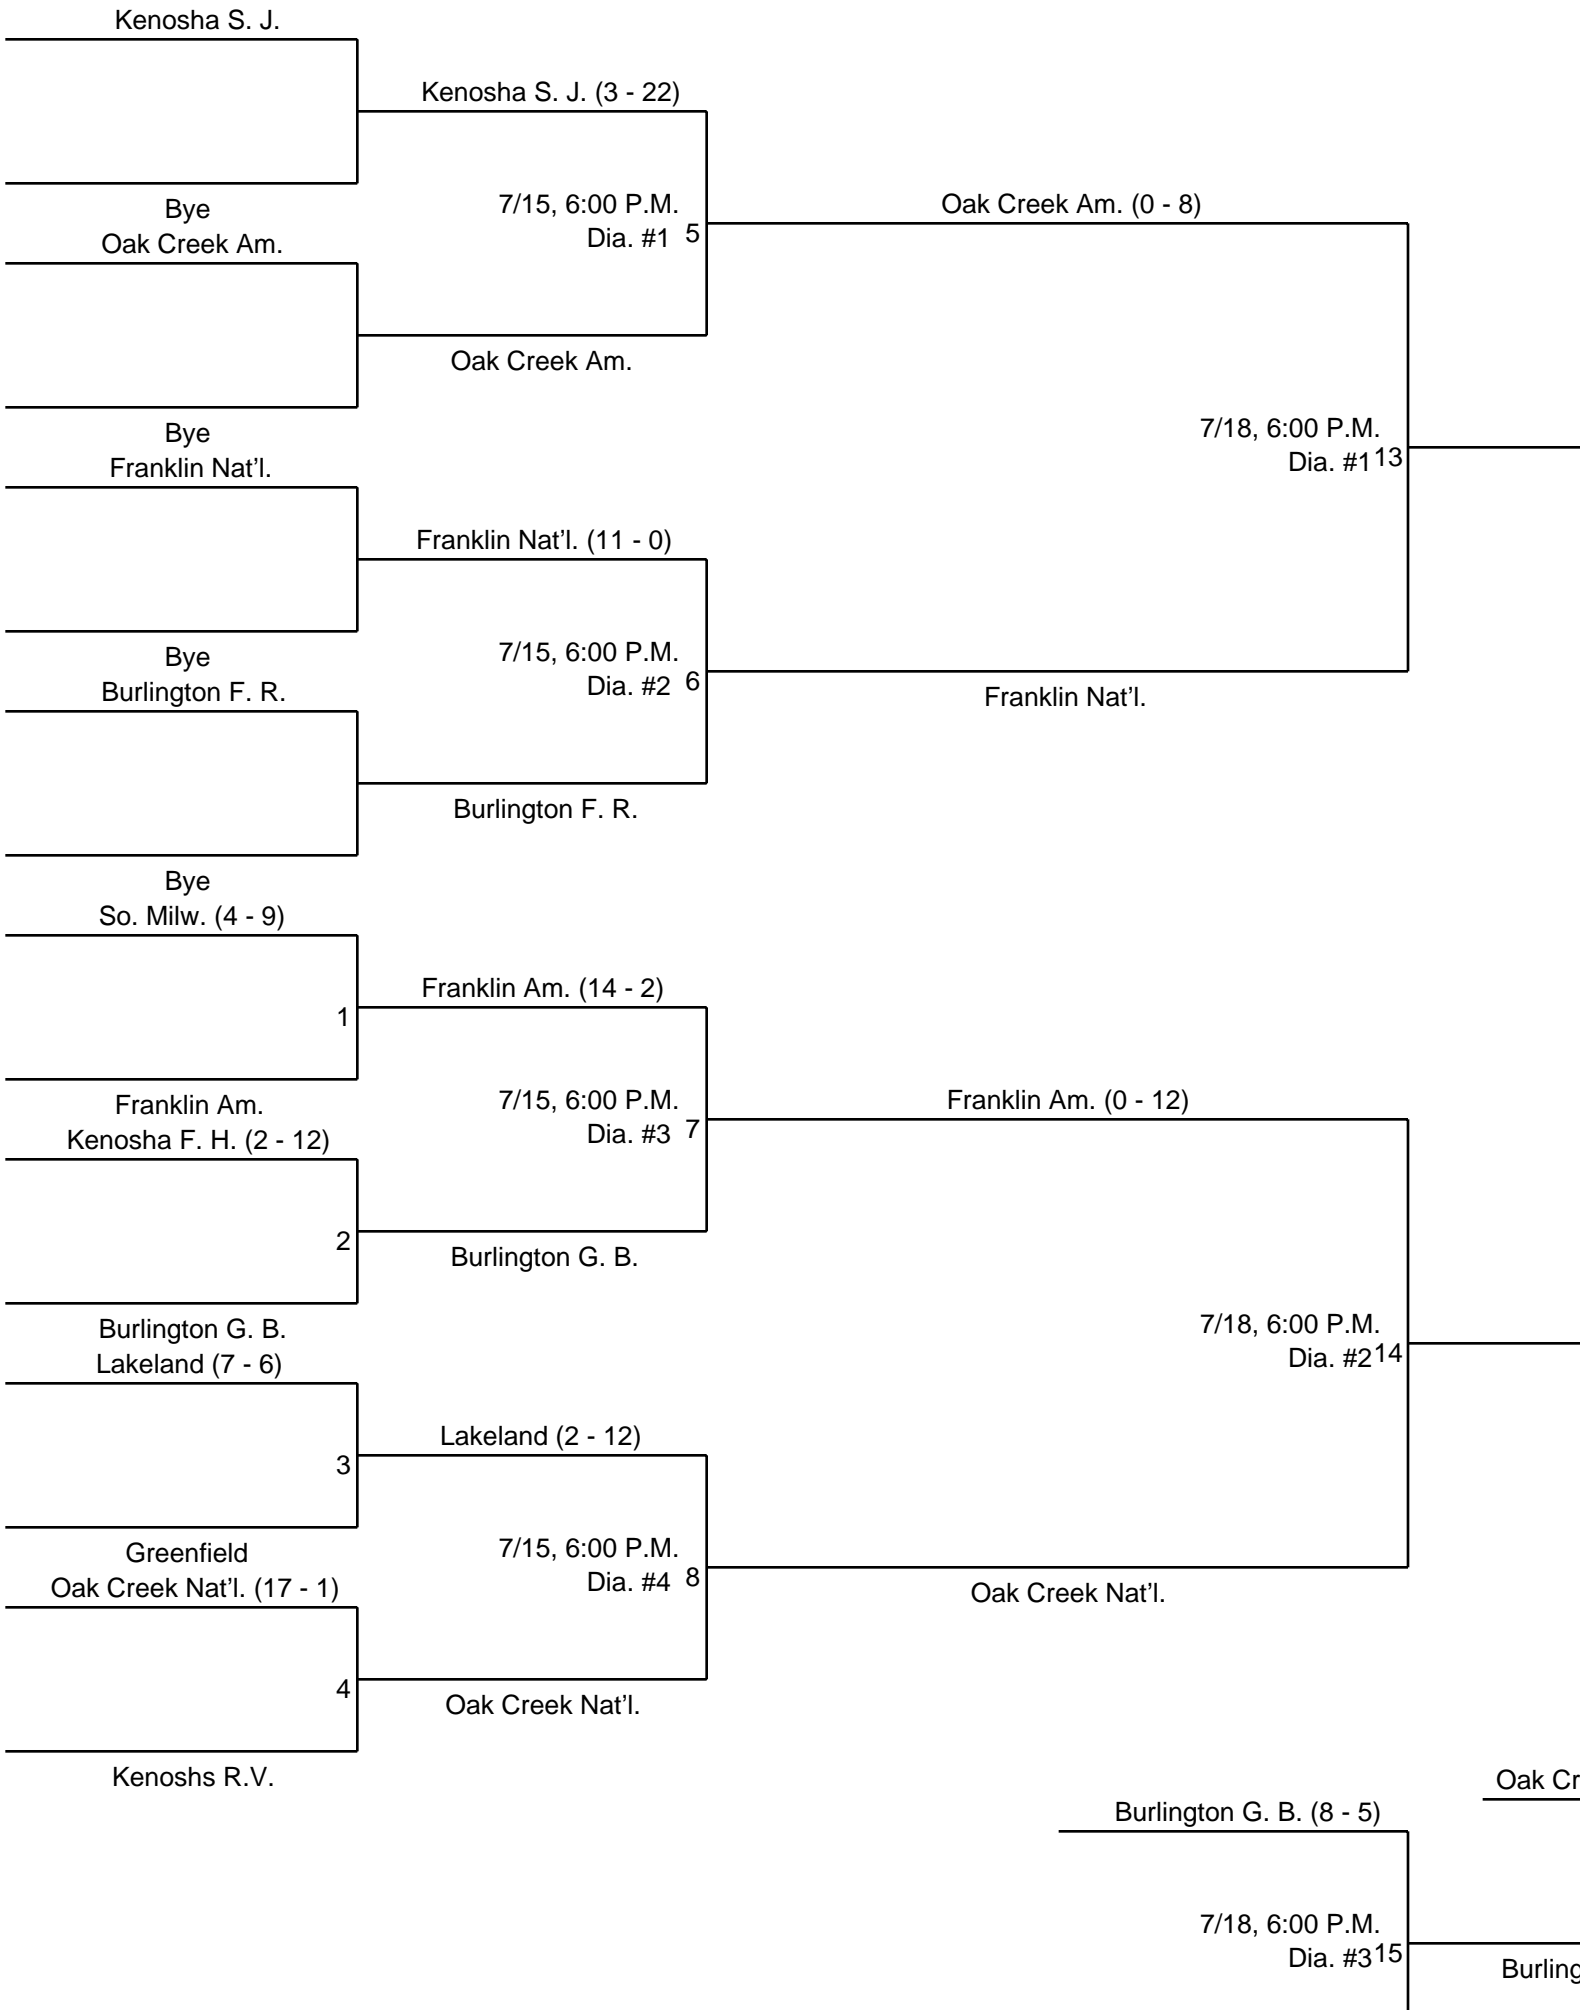 Kenosha S. J.
Kenosha S. J. (3 - 22)
7/15, 6:00 P.M.
Dia. #1 5
Bye
Oak Creek Am.
Oak Creek Am. (0 - 8)
Oak Creek Am.
Bye
Franklin Nat'l.
7/18, 6:00 P.M.
Dia. #1 13
Franklin Nat'l. (11 - 0)
7/15, 6:00 P.M.
Dia. #2 6
Bye
Burlington F. R.
Franklin Nat'l.
Burlington F. R.
Bye
So. Milw. (4 - 9)
Franklin Am. (14 - 2)
1
7/15, 6:00 P.M.
Dia. #3 7
Franklin Am.
Kenosha F. H. (2 - 12)
Franklin Am. (0 - 12)
2
Burlington G. B.
Burlington G. B.
Lakeland (7 - 6)
7/18, 6:00 P.M.
Dia. #2 14
Lakeland (2 - 12)
3
7/15, 6:00 P.M.
Dia. #4 8
Greenfield
Oak Creek Nat'l. (17 - 1)
Oak Creek Nat'l.
4
Oak Creek Nat'l.
Kenoshs R.V.
Oak Cr
Burlington G. B. (8 - 5)
7/18, 6:00 P.M.
Dia. #3 15
Burling